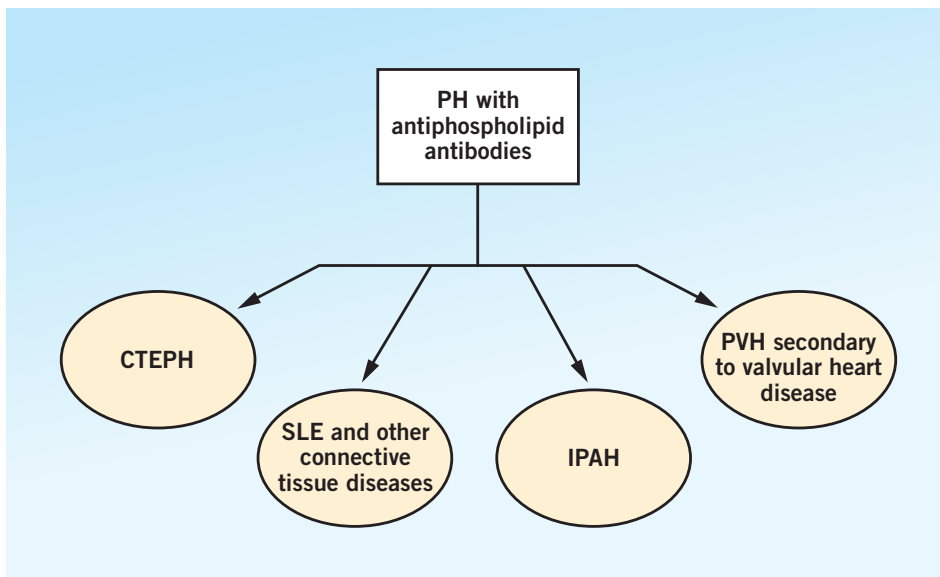 PH with
antiphospholipid
antibodies
CTEPH
SLE and other
connective
tissue diseases
IPAH
PVH secondary
to valvular heart
disease